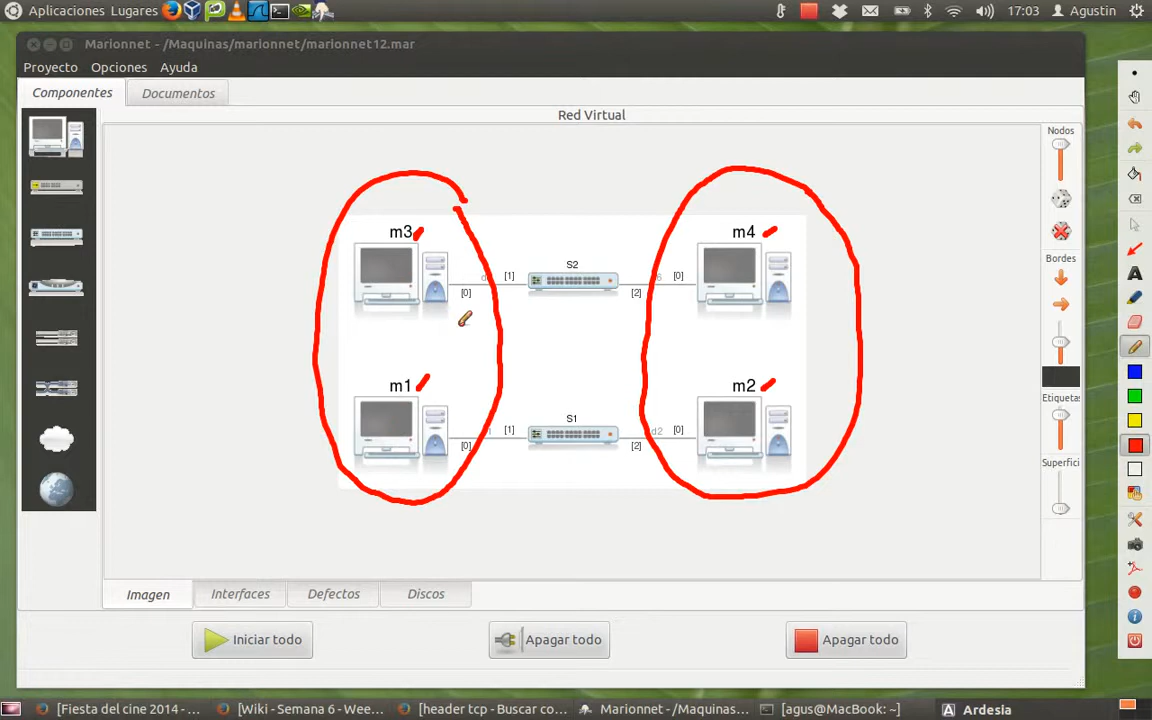 Aplicaciones Lugares
17:03 Agustin
Marionnet - /Maquinas/marionnet/marionnet12.mar
Proyecto Opciones Ayuda
Componentes Documentos
Red Virtual
Nodos
m3 m4
S2
[1] [0]
[0] [2]
Bordes
m1 m2
Etiquetas
S1
[1] d2 [0]
[0] [2]
Superfici
Imagen Interfaces Defectos Discos
Iniciar todo Apagar todo Apagar todo
[Fiesta del cine 2014 -... [Wiki - Semana 6 - Wee... [header tcp - Buscar co... Marionnet - /Maquinas... [agus@MacBook: ~] Ardesia